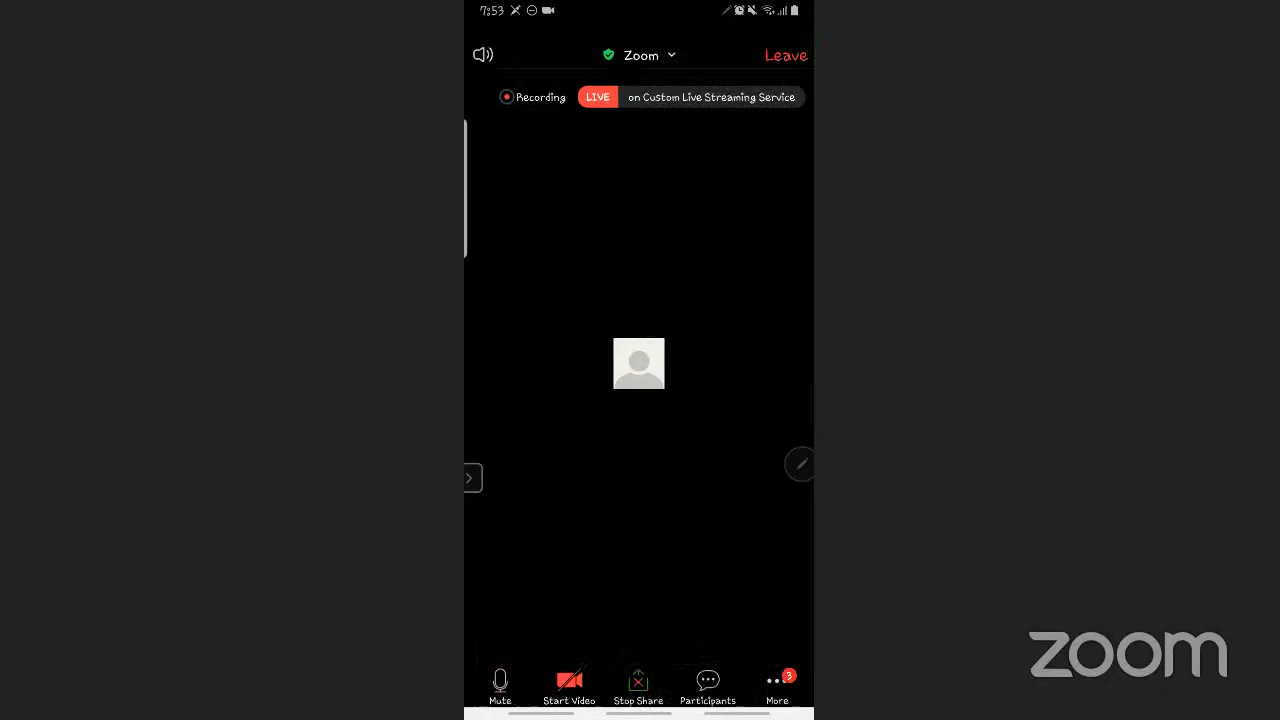 7:53
Zoom
Leave
Recording
LIVE on Custom Live Streaming Service
3
Mute
Start Video
Stop Share
Participants
More
zoom